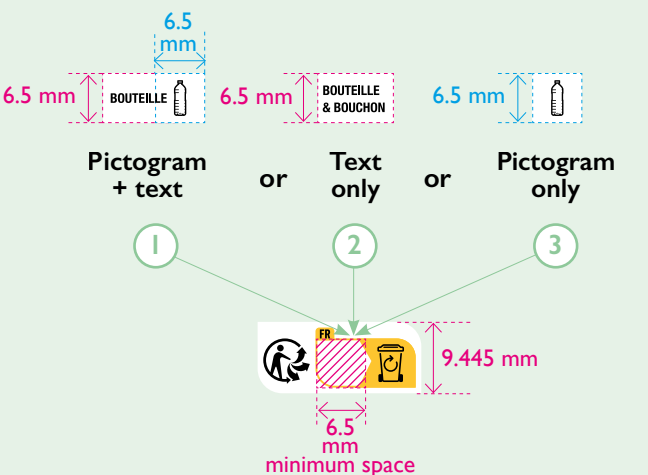 6.5
mm
6.5 mm
BOUTEILLE
6.5 mm
BOUTEILLE
& BOUCHON
6.5 mm
Pictogram
+ text
or
Text
only
or
Pictogram
only
1
2
3
FR
9.445 mm
6.5
mm
minimum space